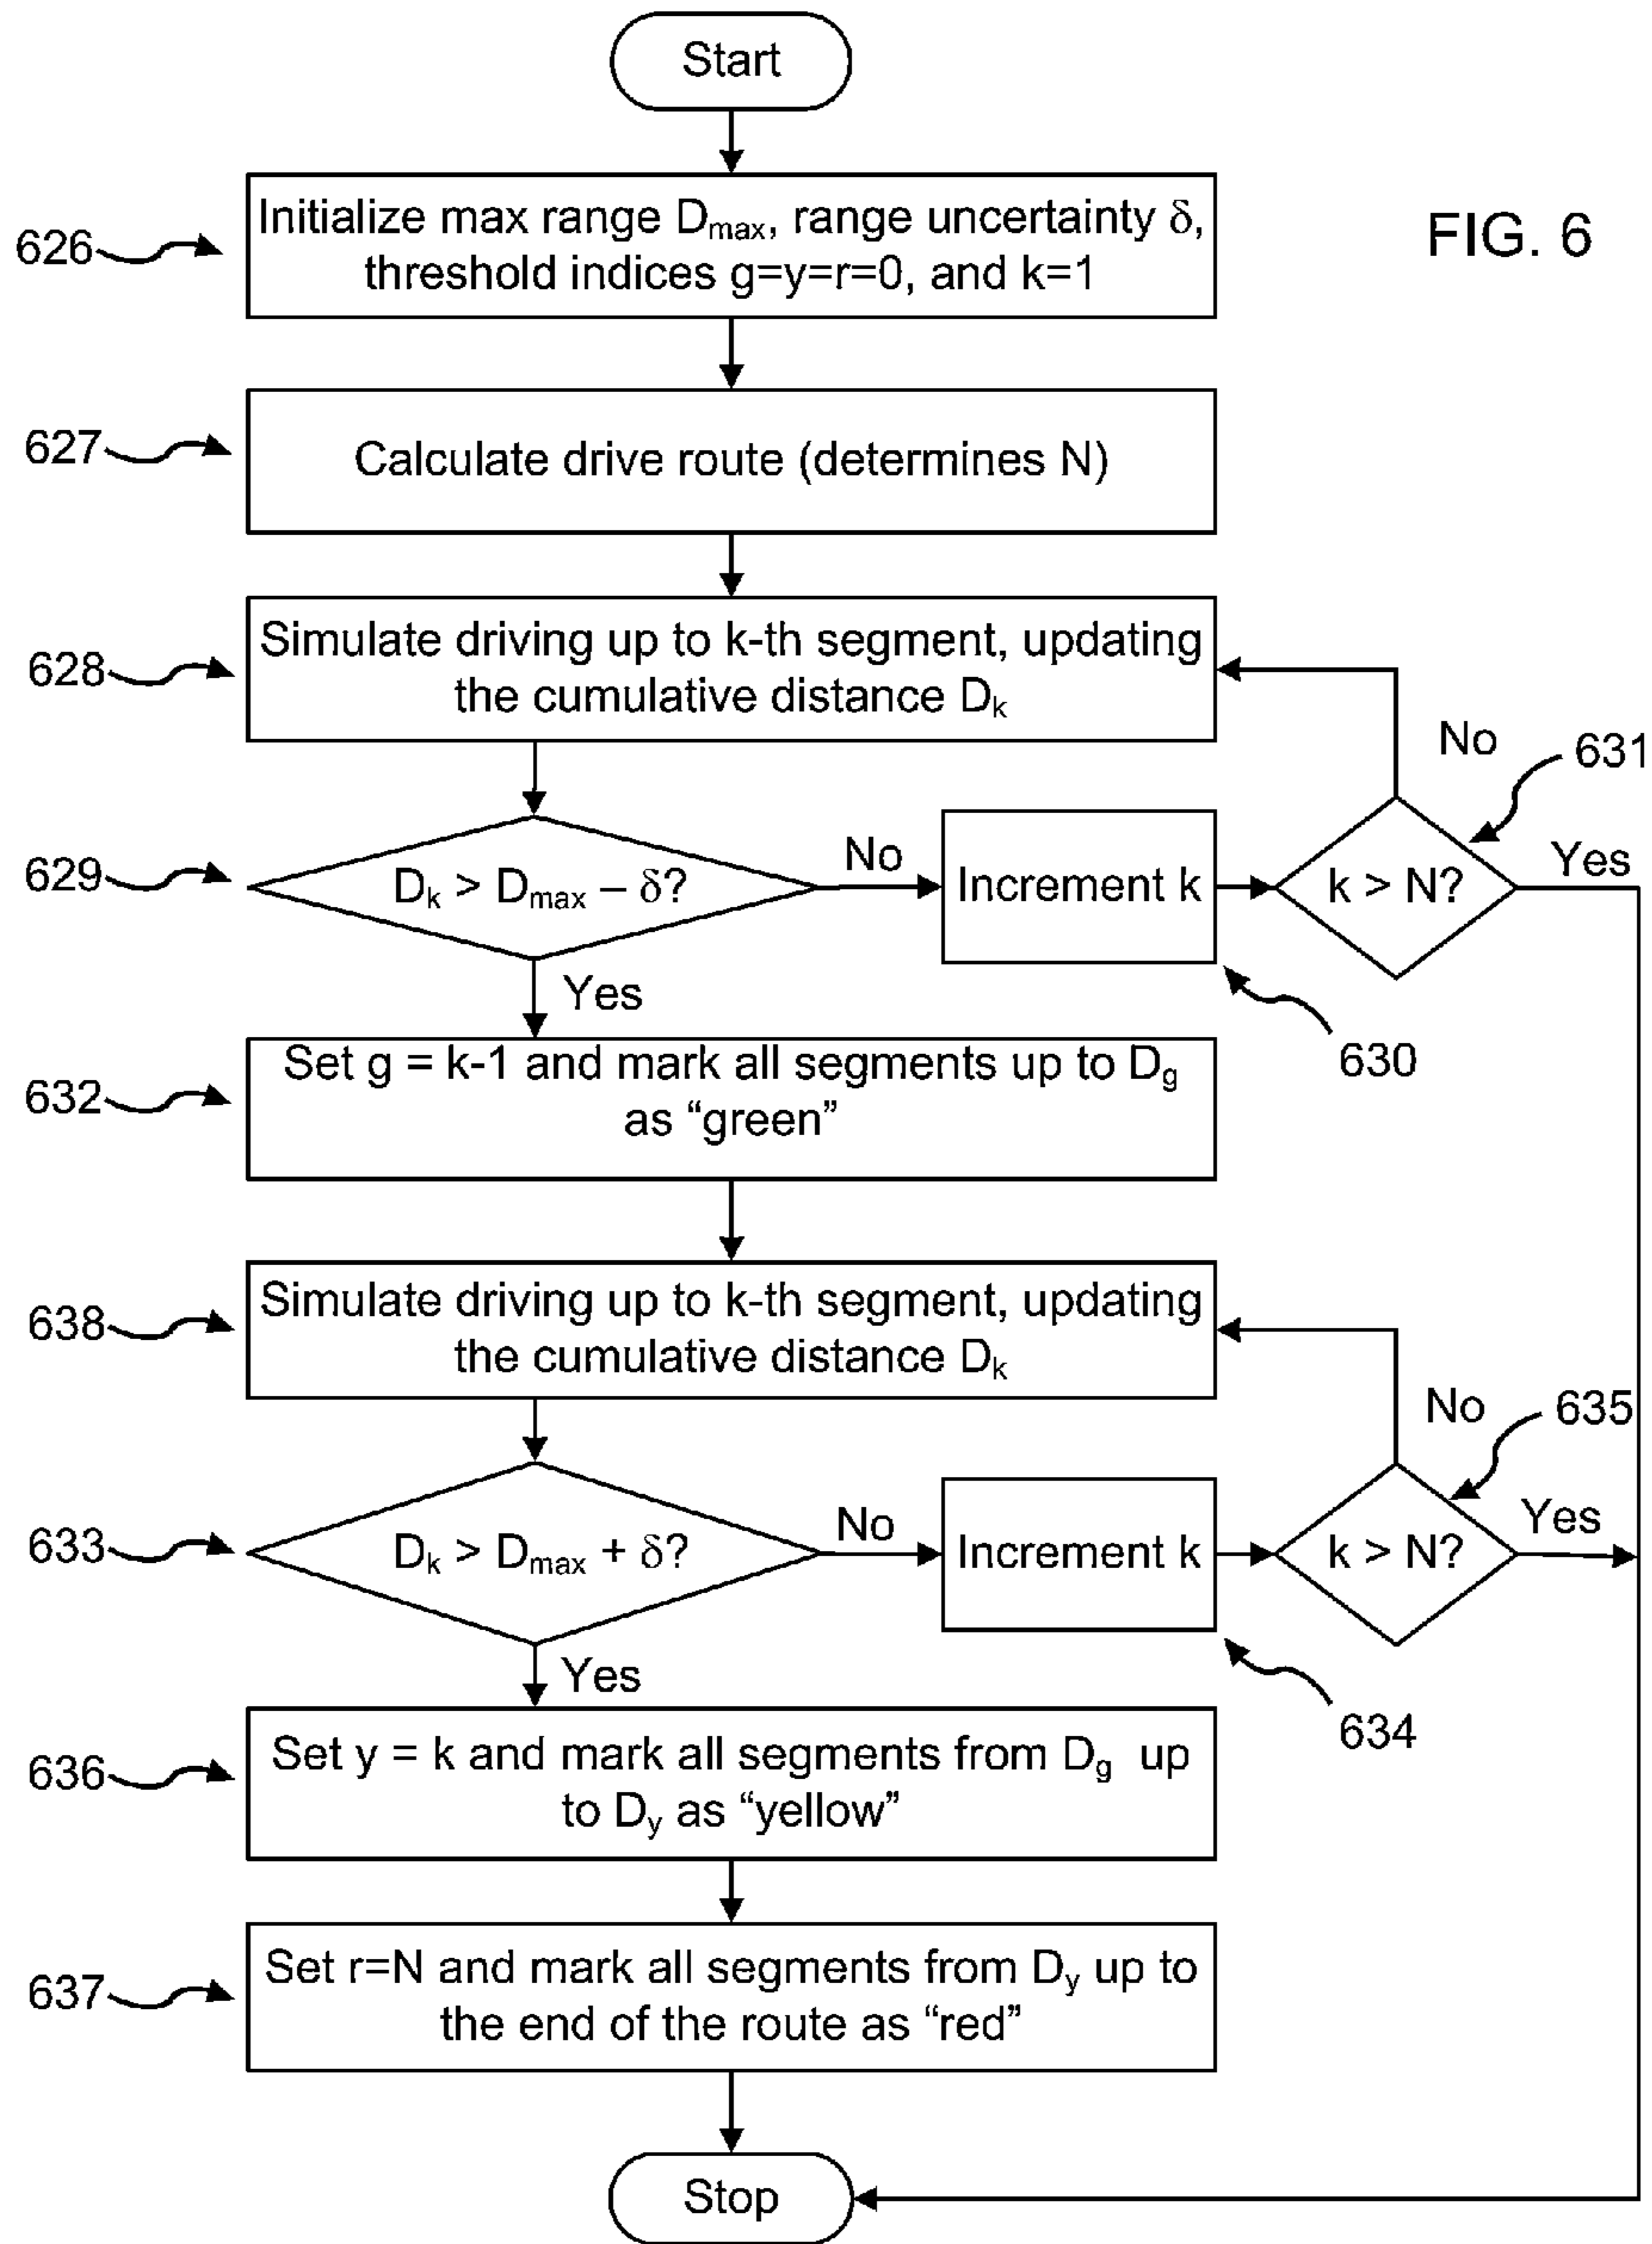 Start
FIG. 6
626
Initialize max range Dmax, range uncertainty δ,
threshold indices g=y=r=0, and k=1
627
Calculate drive route (determines N)
628
Simulate driving up to k-th segment, updating
the cumulative distance Dk
No
631
629
Dk > Dmax – δ?
No
Increment k
k > N?
Yes
Yes
630
632
Set g = k-1 and mark all segments up to Dg
as “green”
638
Simulate driving up to k-th segment, updating
the cumulative distance Dk
No
635
633
Dk > Dmax + δ?
No
Increment k
k > N?
Yes
Yes
634
636
Set y = k and mark all segments from Dg up
to Dy as “yellow”
637
Set r=N and mark all segments from Dy up to
the end of the route as “red”
Stop